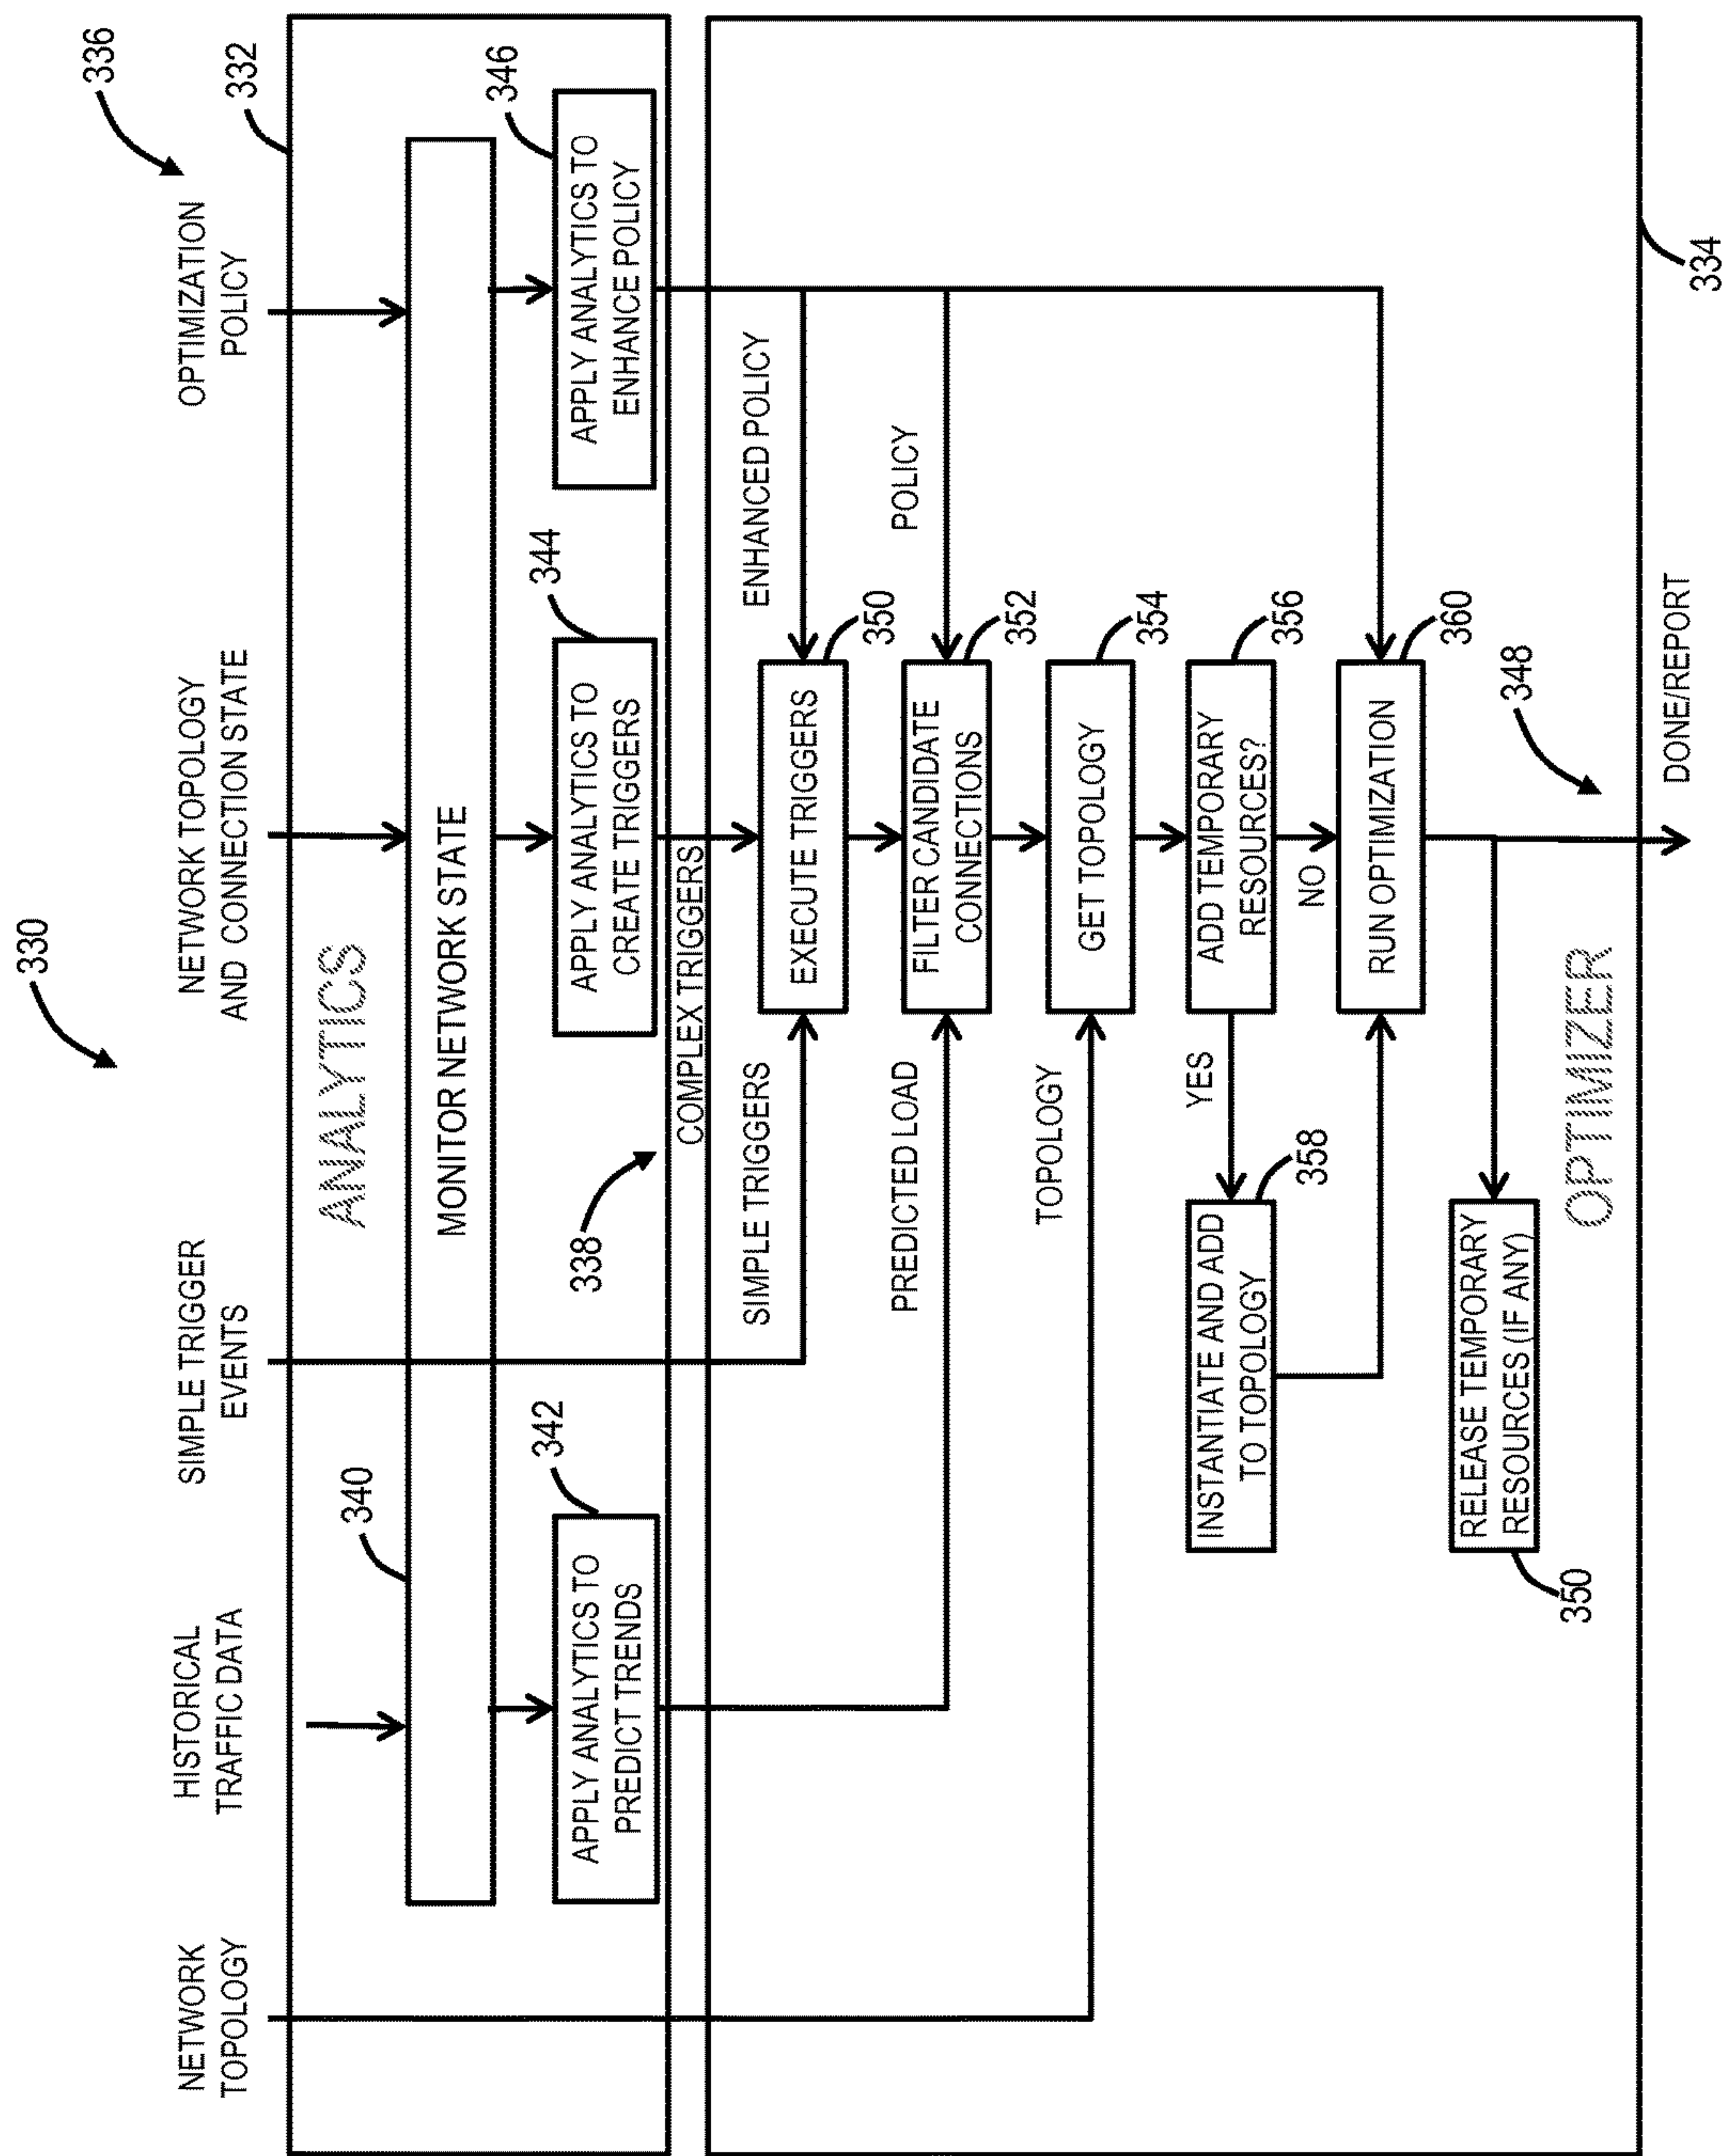 330
336
NETWORK
TOPOLOGY
HISTORICAL
TRAFFIC DATA
SIMPLE TRIGGER
EVENTS
NETWORK TOPOLOGY
AND CONNECTION STATE
OPTIMIZATION
POLICY
332
340
ANALYTICS
MONITOR NETWORK STATE
342
344
346
APPLY ANALYTICS TO
PREDICT TRENDS
APPLY ANALYTICS TO
CREATE TRIGGERS
APPLY ANALYTICS TO
ENHANCE POLICY
338
COMPLEX TRIGGERS
SIMPLE TRIGGERS
ENHANCED POLICY
EXECUTE TRIGGERS
350
PREDICTED LOAD
POLICY
FILTER CANDIDATE
CONNECTIONS
352
TOPOLOGY
GET TOPOLOGY
354
YES
ADD TEMPORARY
RESOURCES?
356
INSTANTIATE AND ADD
TO TOPOLOGY
358
NO
RUN OPTIMIZATION
360
RELEASE TEMPORARY
RESOURCES (IF ANY)
350
348
OPTIMIZER
334
DONE/REPORT